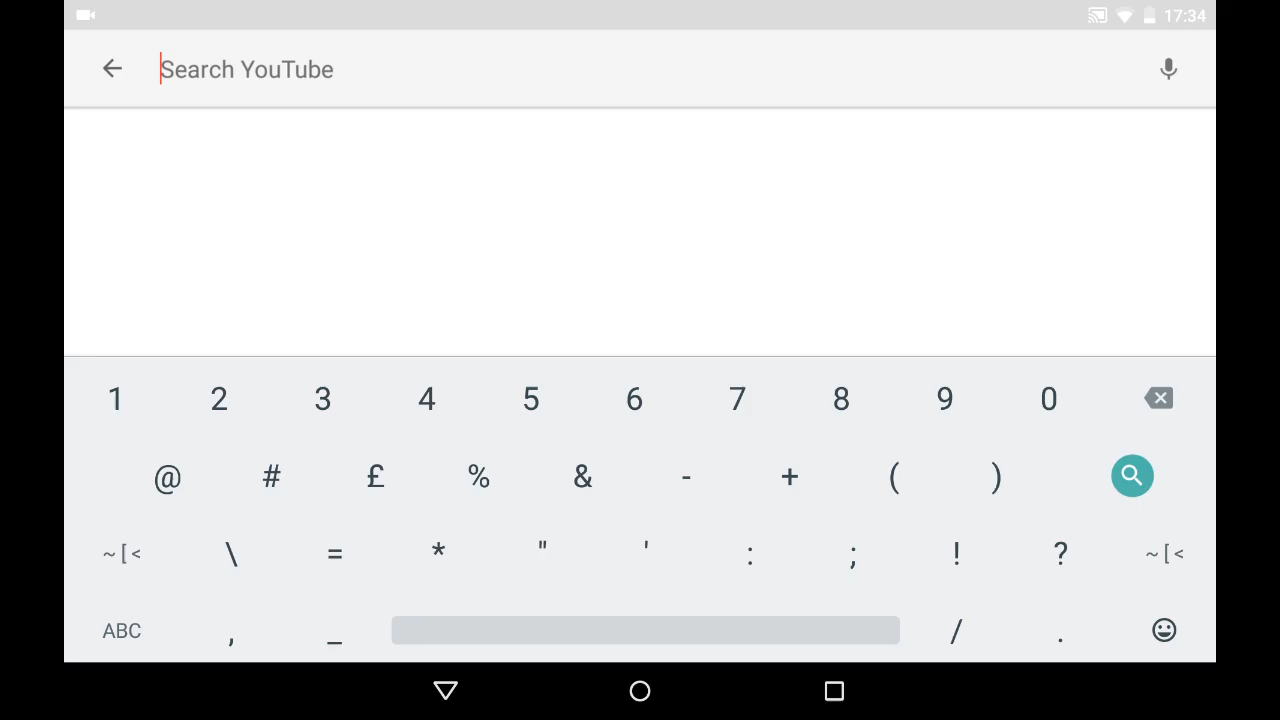 17:34
Search YouTube
1 2 3 4 5 6 7 8 9 0
@ # £ % & - + ( )
~[< \ = * " ' : ; ! ? ~[<
ABC , _ / .